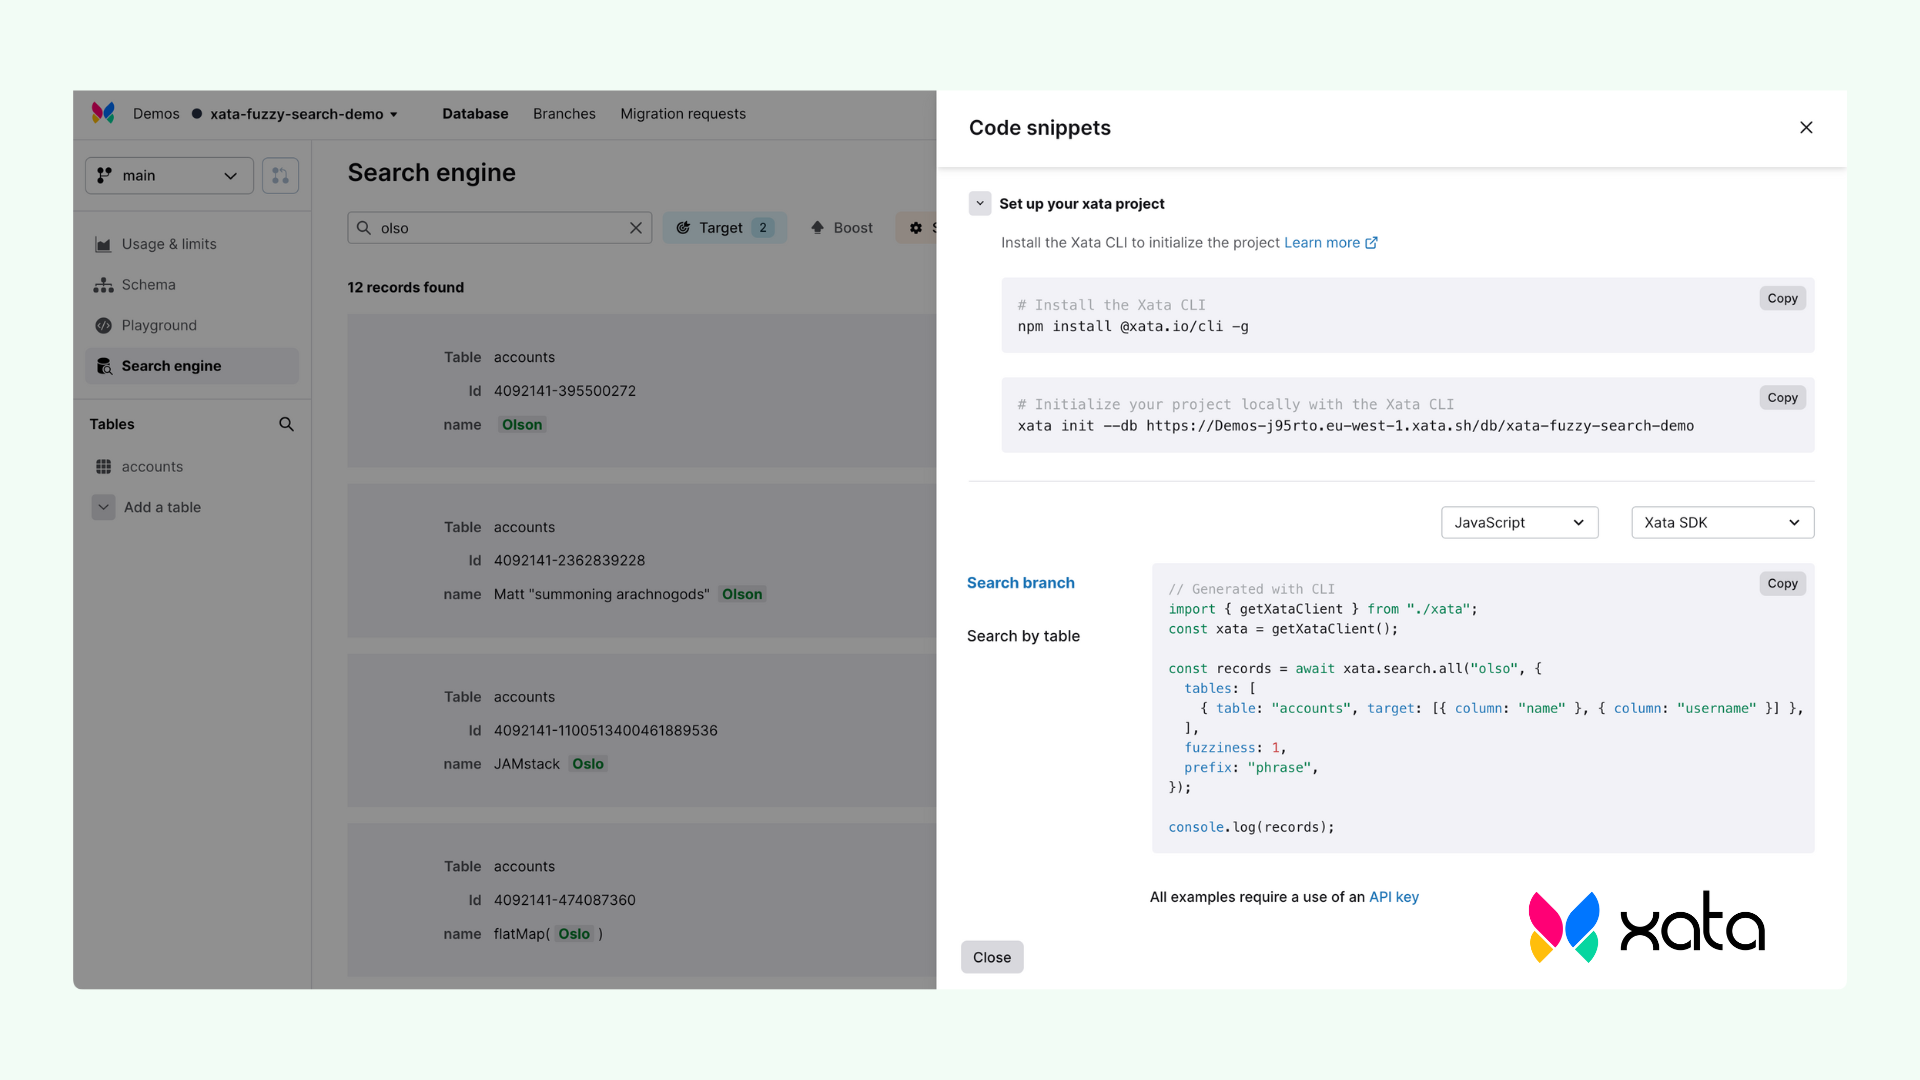 Demos
xata-fuzzy-search-demo
Database
Branches
Migration requests
main
Usage & limits
Schema
Playground
Search engine
Tables
accounts
Add a table
Search engine
olso
Target 2
Boost
12 records found
Table accounts
Id 4092141-395500272
name Olson
Table accounts
Id 4092141-2362839228
name Matt "summoning arachnogods" Olson
Table accounts
Id 4092141-1100513400461889536
name JAMstack Oslo
Table accounts
Id 4092141-474087360
name flatMap( Oslo )
Code snippets
Set up your xata project
Install the Xata CLI to initialize the project Learn more
Copy
# Install the Xata CLI
npm install @xata.io/cli -g
Copy
# Initialize your project locally with the Xata CLI
xata init --db https://Demos-j95rto.eu-west-1.xata.sh/db/xata-fuzzy-search-demo
JavaScript
Xata SDK
Search branch
Search by table
Copy
// Generated with CLI
import { getXataClient } from "./xata";
const xata = getXataClient();
const records = await xata.search.all("olso", {
tables: [
{ table: "accounts", target: [{ column: "name" }, { column: "username" }] },
],
fuzziness: 1,
prefix: "phrase",
});
console.log(records);
All examples require a use of an API key
Close
xata